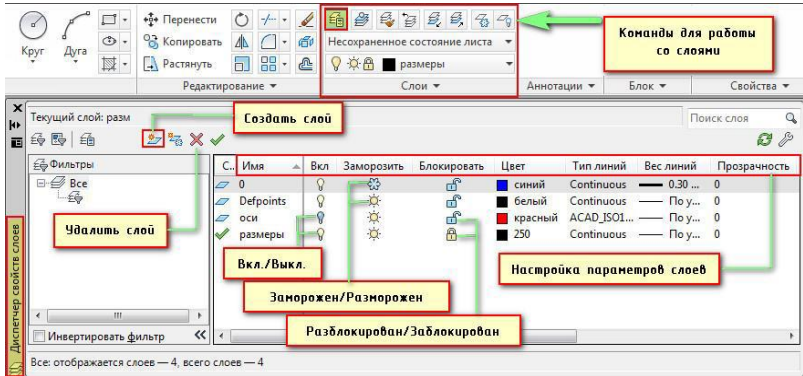 Круг
Дуга
Перенести
Копировать
Растянуть
Редактирование
Несохраненное состояние листа
размеры
Слои
Аннотации
Блок
Свойства
Команды для работы
со слоями
Текущий слой: разм
Создать слой
Поиск слоя
Фильтры
Все
Удалить слой
С.. Имя Вкл Заморозить Блокировать Цвет Тип линий Вес линий Прозрачность
0 синий Continuous 0.30 ... 0
Defpoints белый Continuous По у... 0
оси красный ACAD_ISO1... По у... 0
размеры 250 Continuous По у... 0
Вкл./Выкл.
Настройка параметров слоев
Заморожен/Разморожен
Разблокирован/Заблокирован
Инвертировать фильтр
Диспетчер свойств слоев
Все: отображается слоев — 4, всего слоев — 4